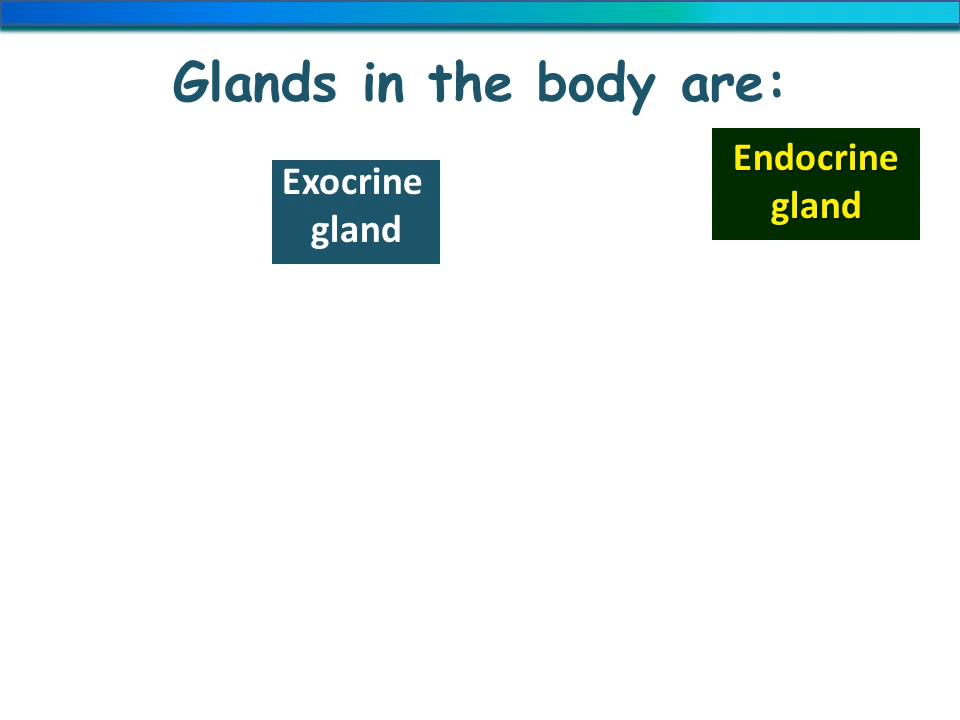 Glands in the body are:
Exocrine
gland
Endocrine
gland